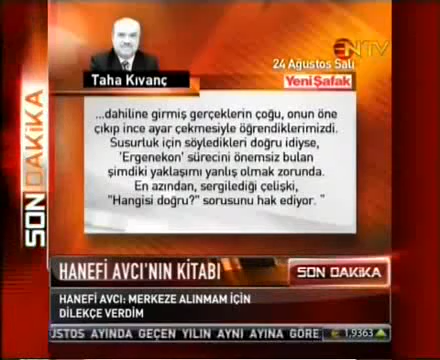 NTV
24 Ağustos Salı
Taha Kıvanç
Yeni Şafak
...dahiline girmiş gerçeklerin çoğu, onun öne
çıkıp ince ayar çekmesiyle öğrendiklerimizdi.
Susurluk için söyledikleri doğru idiyse,
'Ergenekon' sürecini önemsiz bulan
şimdiki yaklaşımı yanlış olmak zorunda.
En azından, sergilediği çelişki,
"Hangisi doğru?" sorusunu hak ediyor. "
SON DAKİKA
HANEFİ AVCI'NIN KİTABI
SON DAKİKA
HANEFİ AVCI: MERKEZE ALINMAM İÇİN
DİLEKÇE VERDİM
USTOS AYINDA GEÇEN YILIN AYNI AYINA GÖRE
€ 1,9363